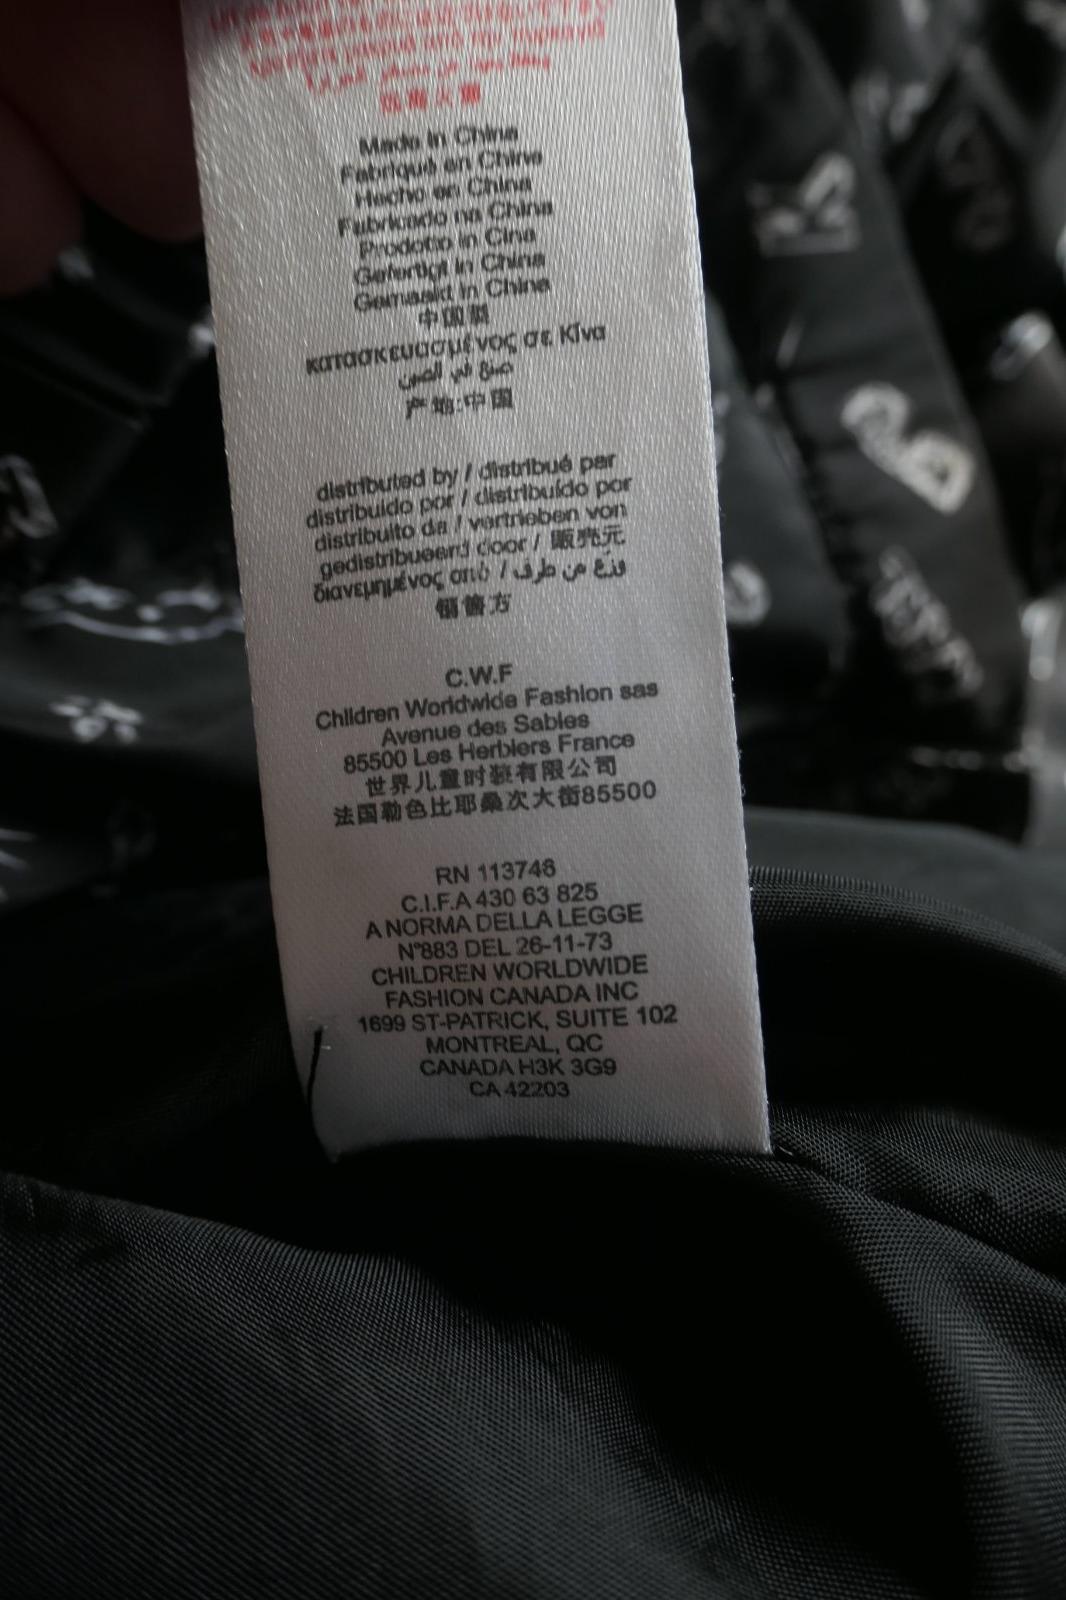 Made in China
Fabriqué en Chine
Hecho en China
Fabricado na China
Prodotto in Cina
Gefertigt in China
Gemaakt in China
中国製
κατασκευασμένος σε Κίνα
صنع في الصين
产地:中国
distributed by / distribué par
distribuido por / distribuído por
distribuito da / vertrieben von
gedistribueerd door / 販売元
διανεμημένος από / وزع من طرف
销售方
C.W.F
Children Worldwide Fashion sas
Avenue des Sables
85500 Les Herbiers France
世界儿童时装有限公司
法国勒色比耶桑次大街85500
RN 113748
C.I.F.A 430 63 825
A NORMA DELLA LEGGE
N°883 DEL 26-11-73
CHILDREN WORLDWIDE
FASHION CANADA INC
1699 ST-PATRICK, SUITE 102
MONTREAL, QC
CANADA H3K 3G9
CA 42203